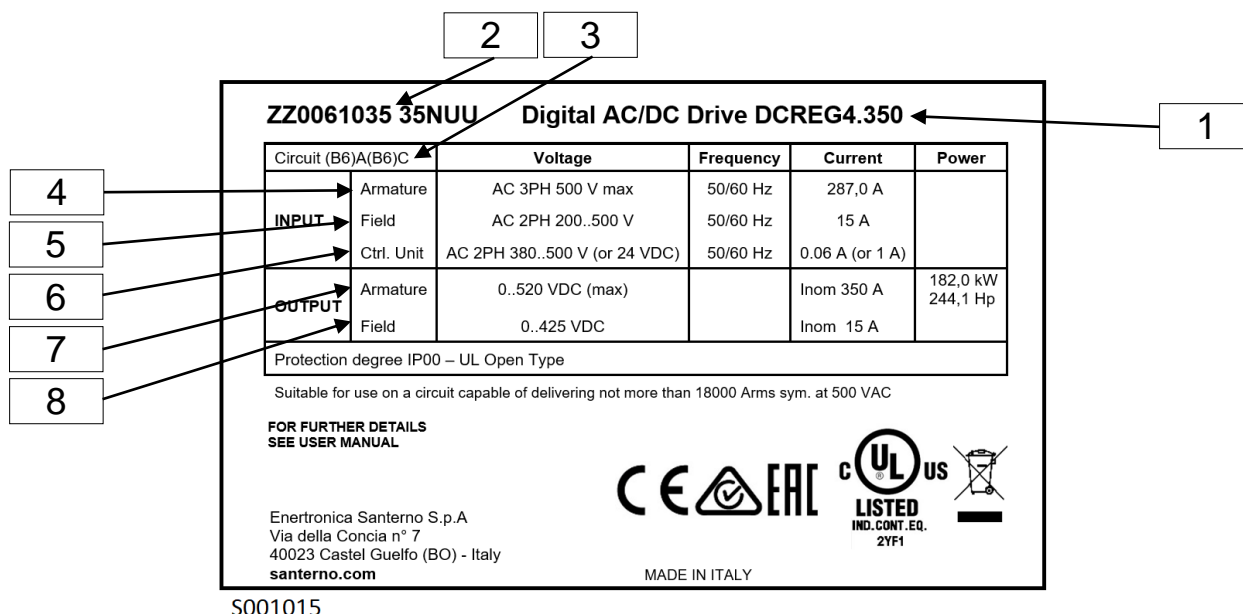 2 3
ZZ0061035 35NUU Digital AC/DC Drive DCREG4.350
1
Circuit (B6)A(B6)C Voltage Frequency Current Power
4
Armature AC 3PH 500 V max 50/60 Hz 287,0 A
INPUT Field AC 2PH 200..500 V 50/60 Hz 15 A
5
Ctrl. Unit AC 2PH 380..500 V (or 24 VDC) 50/60 Hz 0.06 A (or 1 A)
6
OUTPUT Armature 0..520 VDC (max) Inom 350 A 182,0 kW
244,1 Hp
7
Field 0..425 VDC Inom 15 A
Protection degree IP00 – UL Open Type
8
Suitable for use on a circuit capable of delivering not more than 18000 Arms sym. at 500 VAC
FOR FURTHER DETAILS
SEE USER MANUAL
CE EAC C UL ® US
LISTED
IND.CONT.EQ.
2YF1
Enertronica Santerno S.p.A
Via della Concia n° 7
40023 Castel Guelfo (BO) - Italy
santerno.com MADE IN ITALY
S001015